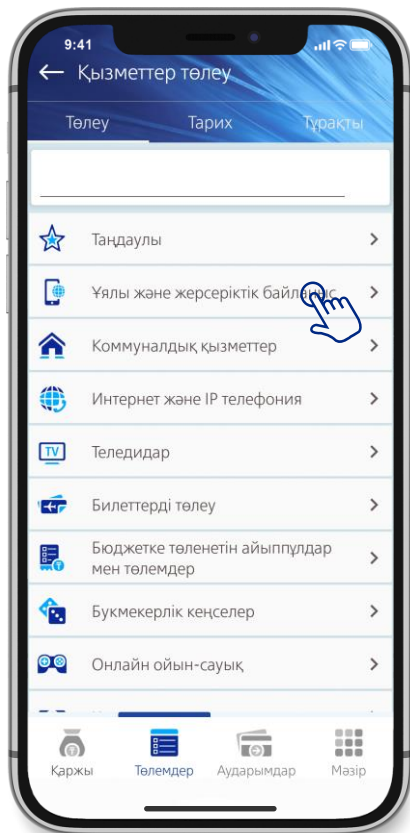 9:41
← Қызметтер төлеу
Төлеу Тарих Тұрақты
Таңдаулы
Ұялы және жерсеріктік байланыс
Коммуналдық қызметтер
Интернет және IP телефония
TV Теледидар
Билеттерді төлеу
Бюджетке төленетін айыппұлдар
мен төлемдер
Букмекерлік кеңселер
Онлайн ойын-сауық
Қаржы Төлемдер Аударымдар Мәзір